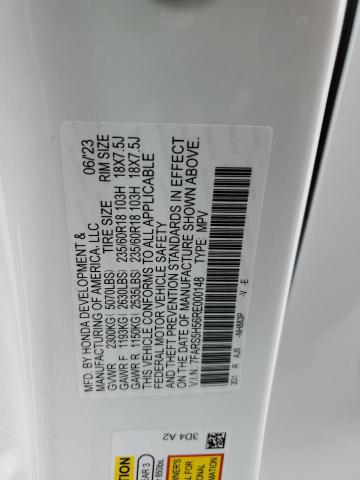 MFD. BY HONDA DEVELOPMENT &
MANUFACTURING OF AMERICA, LLC 06/'23
TIRE SIZE RIM SIZE
GVWR 2300KG( 5070LBS)
GAWR F 1193KG( 2630LBS) 235/60R18 103H 18X7.5J
GAWR R 1150KG( 2535LBS) 235/60R18 103H 18X7.5J
THIS VEHICLE CONFORMS TO ALL APPLICABLE
FEDERAL MOTOR VEHICLE SAFETY
AND THEFT PREVENTION STANDARDS IN EFFECT
ON THE DATE OF MANUFACTURE SHOWN ABOVE.
V.I.N: 7FARS5H56RE000148 TYPE: MPV
R NH883P -V -E
3D4 A2